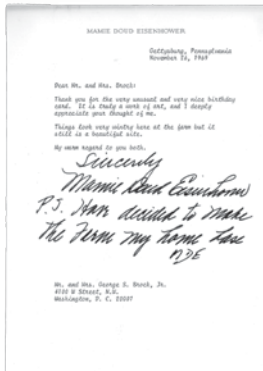 MAMIE DOUD EISENHOWER
Gettysburg, Pennsylvania
November 26, 1969
Dear Mr. and Mrs. Brock:
Thank you for the very unusual and very nice birthday
card. It is truly a work of art, and I deeply
appreciate your thought of me.
Things look very wintry here at the farm but it
still is a beautiful site.
My warm regard to you both.
Sincerely
Mamie Doud Eisenhower
P.S. Have decided to make
the Farm my home base
MDE
Mr. and Mrs. George S. Brock, Jr.
Street, N.W.
Washington, D. C. 20007